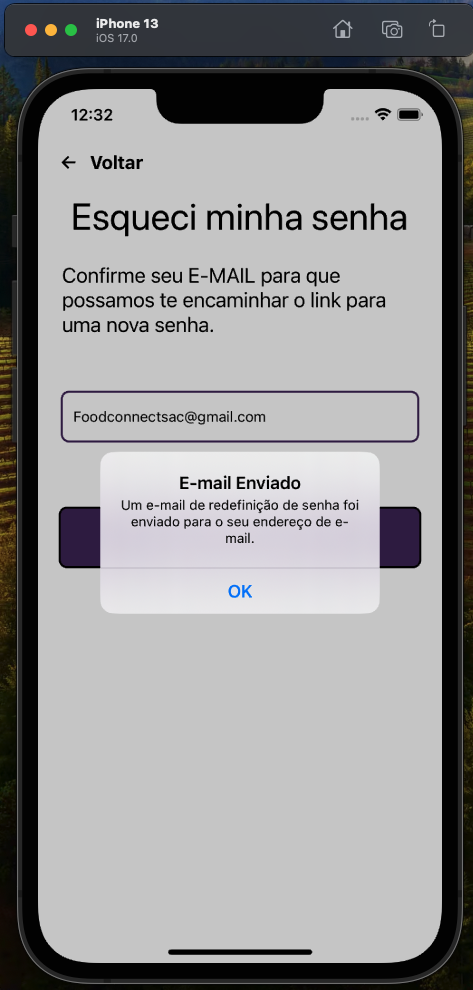 iPhone 13
iOS 17.0
12:32
Voltar
Esqueci minha senha
Confirme seu E-MAIL para que
possamos te encaminhar o link para
uma nova senha.
Foodconnectsac@gmail.com
E-mail Enviado
Um e-mail de redefinição de senha foi
enviado para o seu endereço de e-
mail.
OK